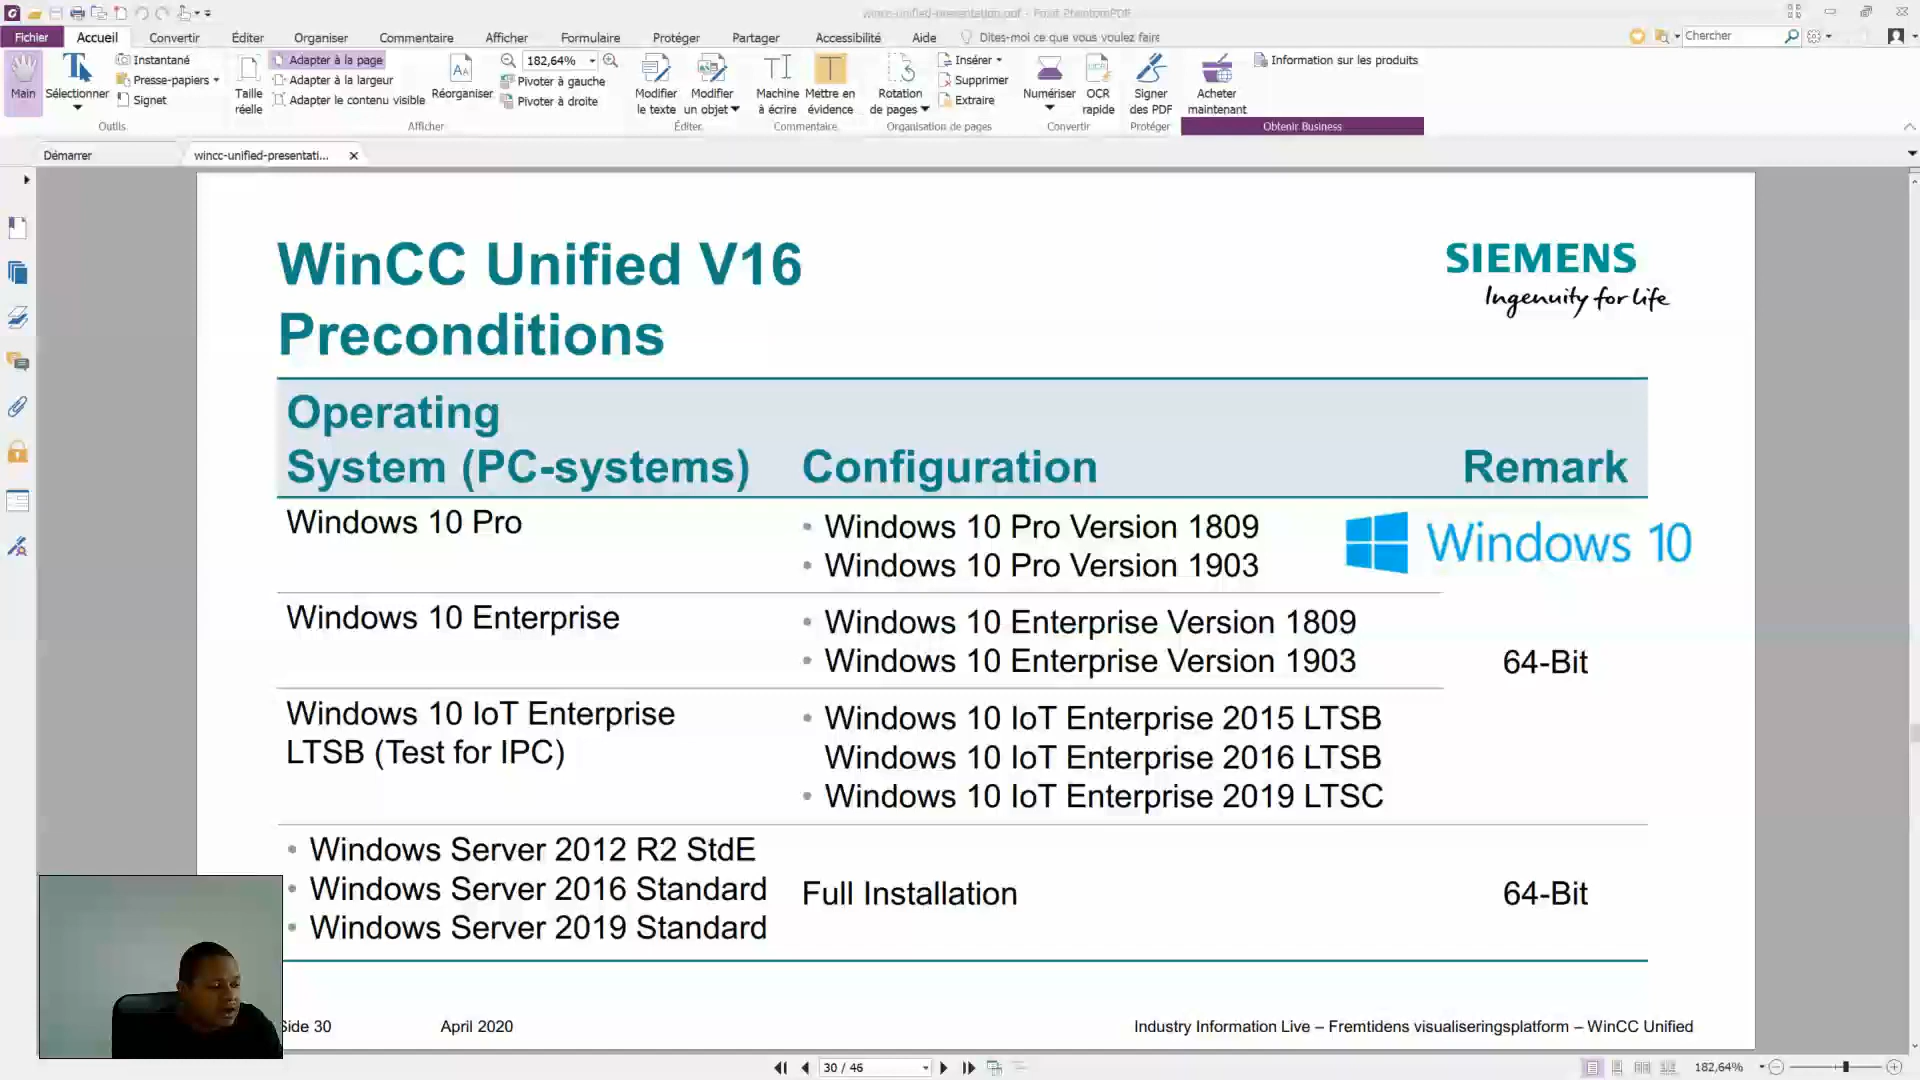 wincc-unified-presentation.pdf - Foxit PhantomPDF
Fichier Accueil Convertir Éditer Organiser Commentaire Afficher Formulaire Protéger Partager Accessibilité Aide Dites-moi ce que vous voulez faire Chercher
Main
Sélectionner
Instantané
Presse-papiers
Signet
Outils
Taille réelle
Adapter à la page
Adapter à la largeur
Adapter le contenu visible
Réorganiser
182,64%
Pivoter à gauche
Pivoter à droite
Afficher
Modifier le texte
Modifier un objet
Éditer
Machine à écrire
Mettre en évidence
Commentaire
Rotation de pages
Insérer
Supprimer
Extraire
Organisation de pages
Numériser
OCR rapide
Convertir
Signer des PDF
Protéger
Acheter maintenant
Information sur les produits
Obtenir Business
Démarrer
wincc-unified-presentati...
WinCC Unified V16
Preconditions
SIEMENS
Ingenuity for life
Operating
System (PC-systems) Configuration Remark
Windows 10 Pro
• Windows 10 Pro Version 1809
• Windows 10 Pro Version 1903
Windows 10
Windows 10 Enterprise
• Windows 10 Enterprise Version 1809
• Windows 10 Enterprise Version 1903
64-Bit
Windows 10 IoT Enterprise
LTSB (Test for IPC)
• Windows 10 IoT Enterprise 2015 LTSB
Windows 10 IoT Enterprise 2016 LTSB
• Windows 10 IoT Enterprise 2019 LTSC
• Windows Server 2012 R2 StdE
• Windows Server 2016 Standard
• Windows Server 2019 Standard
Full Installation
64-Bit
Side 30
April 2020
Industry Information Live – Fremtidens visualiseringsplatform – WinCC Unified
30 / 46
182,64%